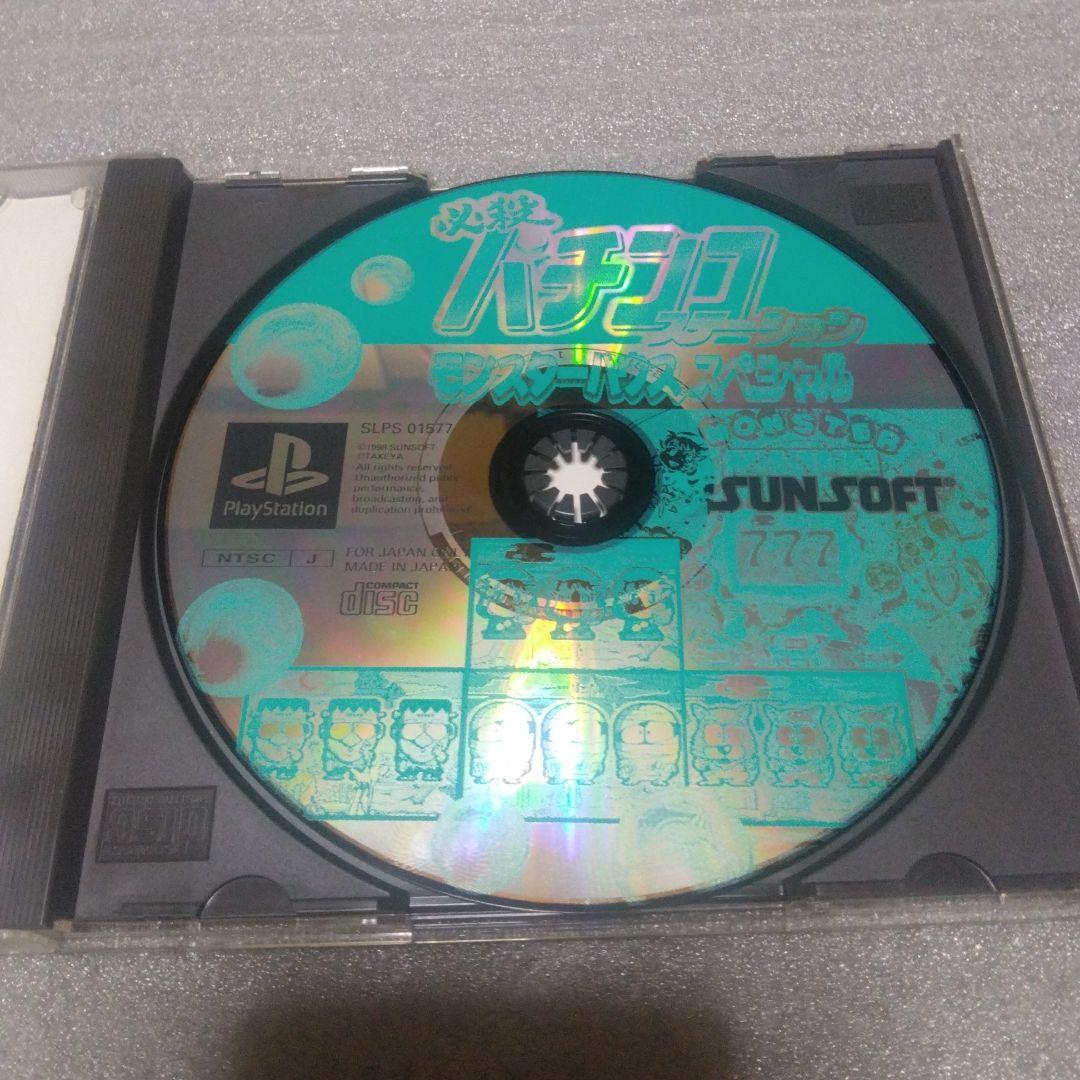 必殺
パチンコ
ステーション
モンスターハウススペシャル
SLPS 01577
©1998 SUNSOFT
©TAKEYA
All rights reserved.
Unauthorized public
performance,
broadcasting, and
duplication prohibited.
PlayStation
MONSTER
SUNSOFT
777
NTSC J
FOR JAPAN ONLY
MADE IN JAPAN
COMPACT
disc